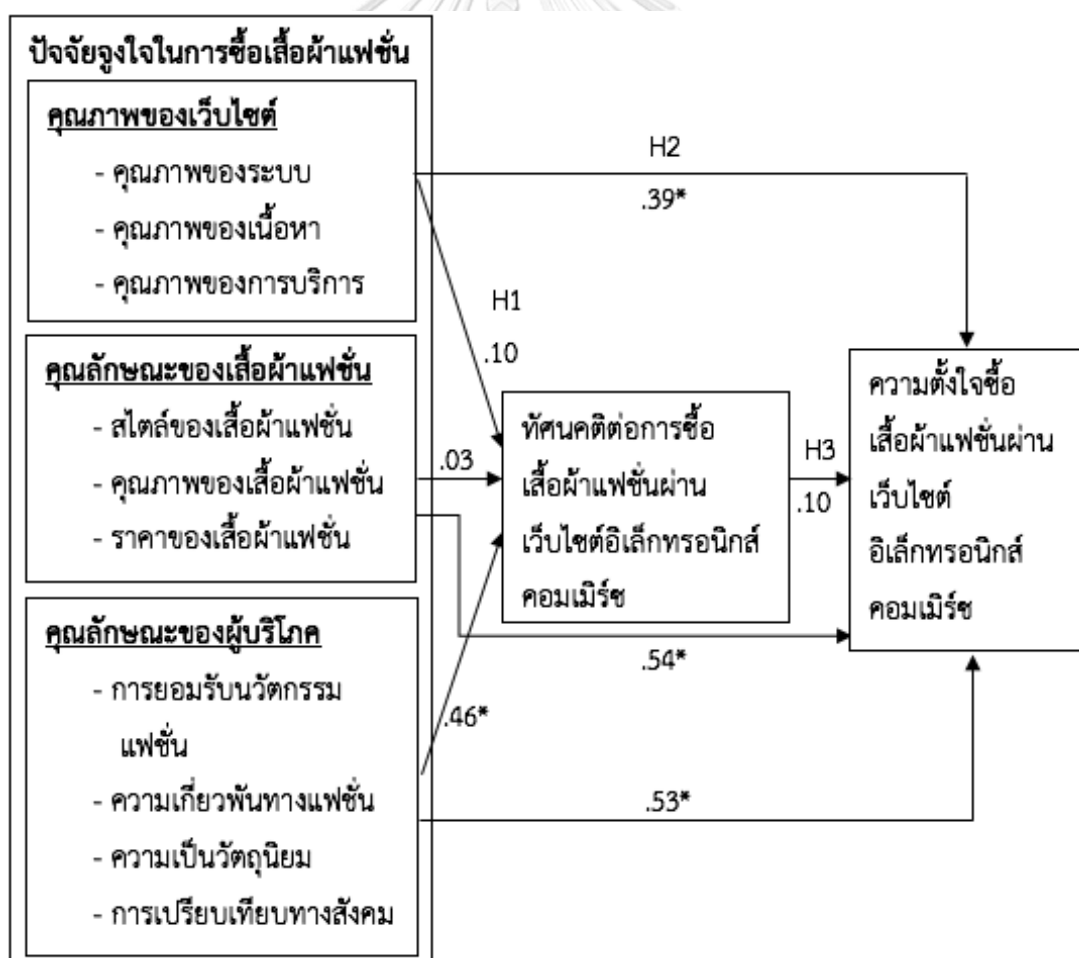 ปัจจัยจูงใจในการซื้อเสื้อผ้าแฟชั่น
คุณภาพของเว็บไซต์
- คุณภาพของระบบ
- คุณภาพของเนื้อหา
- คุณภาพของการบริการ
คุณลักษณะของเสื้อผ้าแฟชั่น
- สไตล์ของเสื้อผ้าแฟชั่น
- คุณภาพของเสื้อผ้าแฟชั่น
- ราคาของเสื้อผ้าแฟชั่น
คุณลักษณะของผู้บริโภค
- การยอมรับนวัตกรรม
แฟชั่น
- ความเกี่ยวพันทางแฟชั่น
- ความเป็นวัตถุนิยม
- การเปรียบเทียบทางสังคม
H2
.39*
H1
.10
.03
.46*
ทัศนคติต่อการซื้อ
เสื้อผ้าแฟชั่นผ่าน
เว็บไซต์อิเล็กทรอนิกส์
คอมเมิร์ซ
H3
.10
.54*
.53*
ความตั้งใจซื้อ
เสื้อผ้าแฟชั่นผ่าน
เว็บไซต์
อิเล็กทรอนิกส์
คอมเมิร์ซ